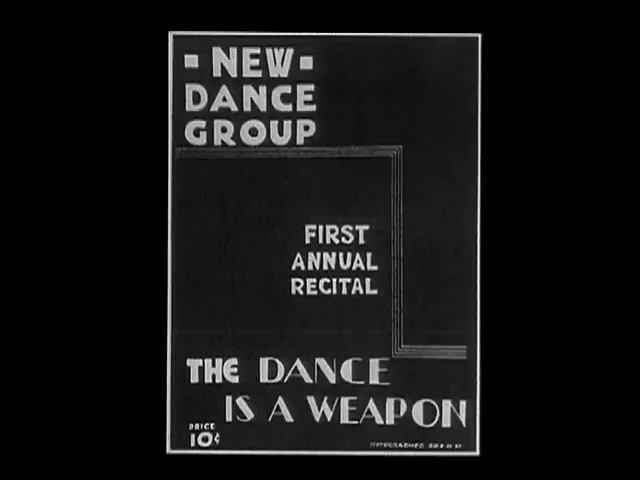 NEW
DANCE
GROUP
FIRST
ANNUAL
RECITAL
THE DANCE
IS A WEAPON
PRICE
10¢